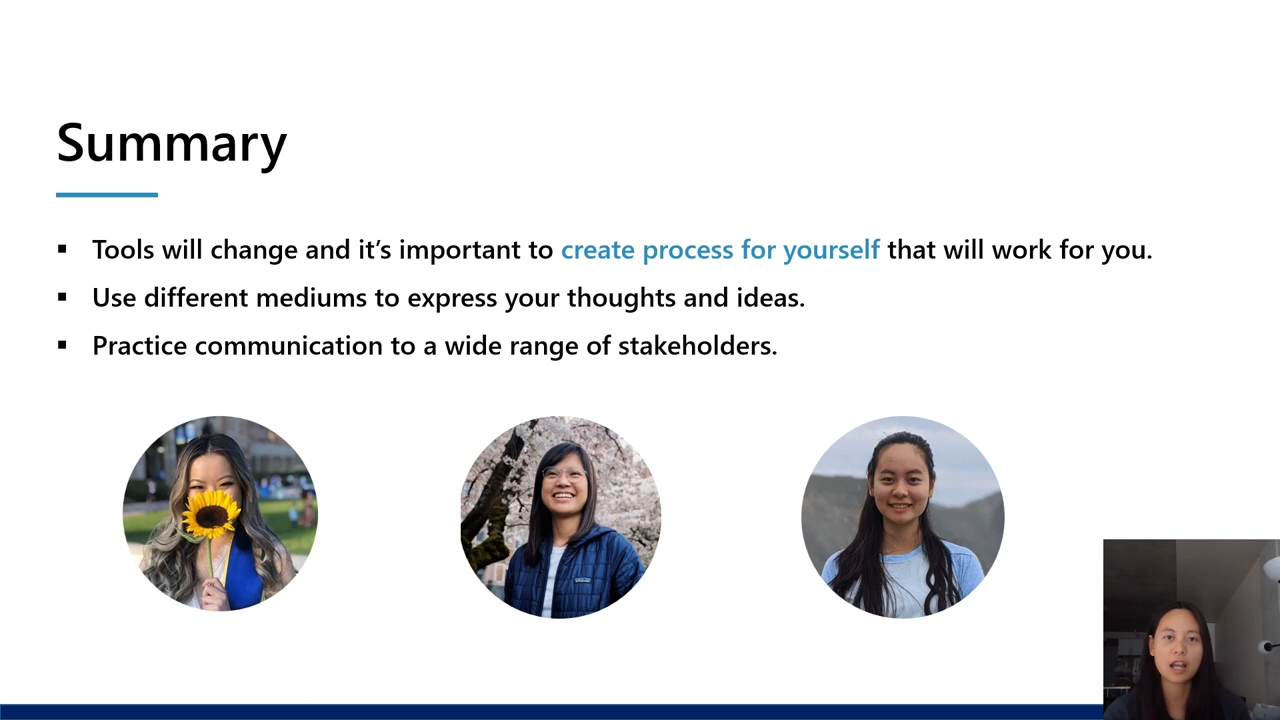 Summary
▪ Tools will change and it’s important to create process for yourself that will work for you.
▪ Use different mediums to express your thoughts and ideas.
▪ Practice communication to a wide range of stakeholders.